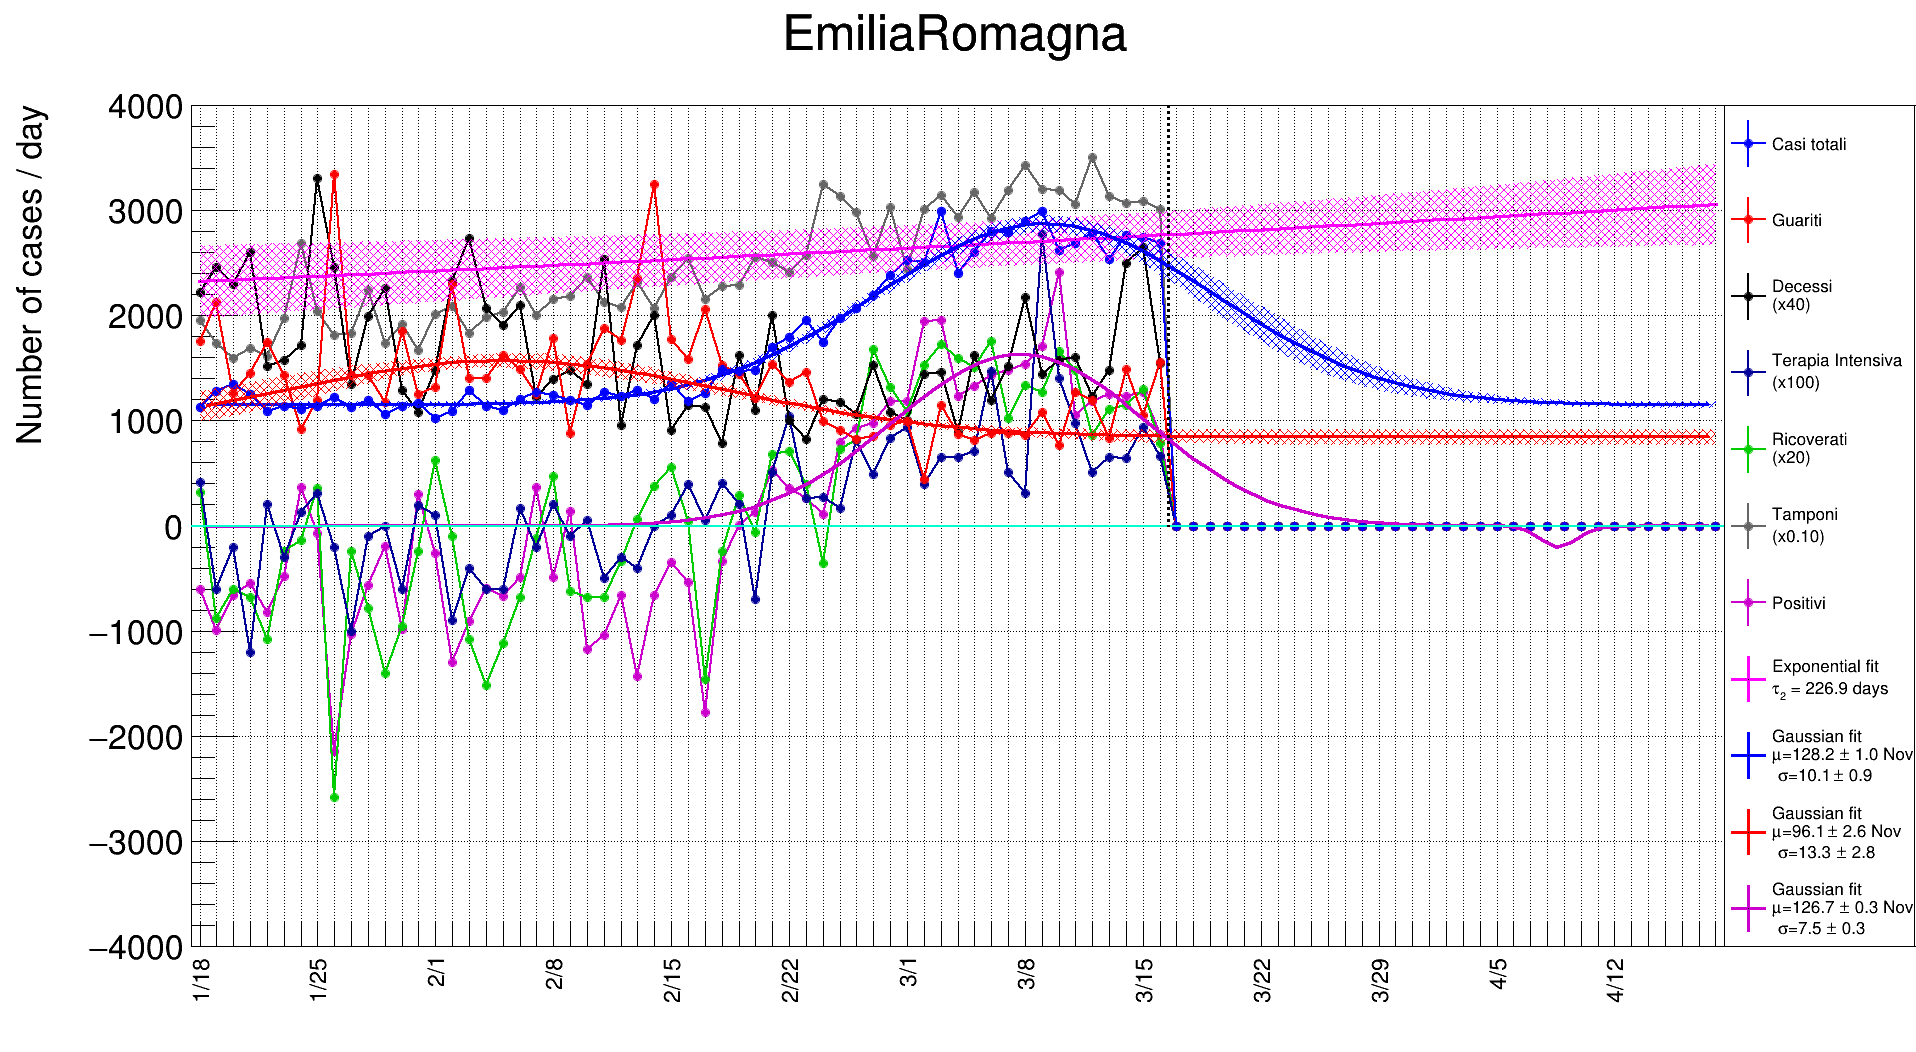 EmiliaRomagna
Number of cases / day
4000
3000
2000
1000
0
−1000
−2000
−3000
−4000
1/18
1/25
2/1
2/8
2/15
2/22
3/1
3/8
3/15
3/22
3/29
4/5
4/12
Casi totali
Guariti
Decessi
(x40)
Terapia Intensiva
(x100)
Ricoverati
(x20)
Tamponi
(x0.10)
Positivi
Exponential fit
τ2 = 226.9 days
Gaussian fit
μ=128.2 ± 1.0 Nov
σ=10.1 ± 0.9
Gaussian fit
μ=96.1 ± 2.6 Nov
σ=13.3 ± 2.8
Gaussian fit
μ=126.7 ± 0.3 Nov
σ=7.5 ± 0.3